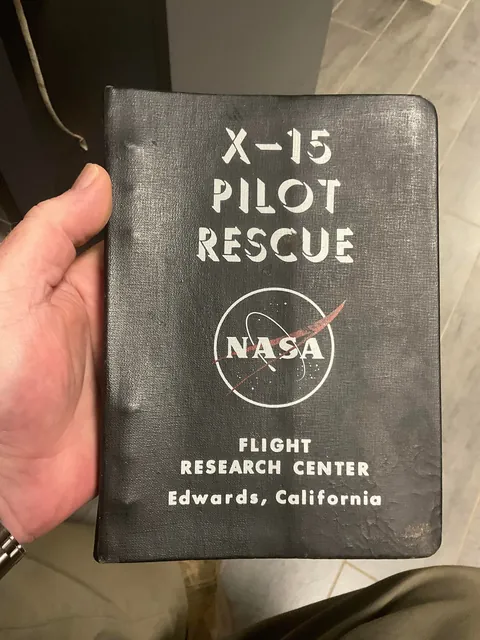 X-15
PILOT
RESCUE
NASA
FLIGHT
RESEARCH CENTER
Edwards, California